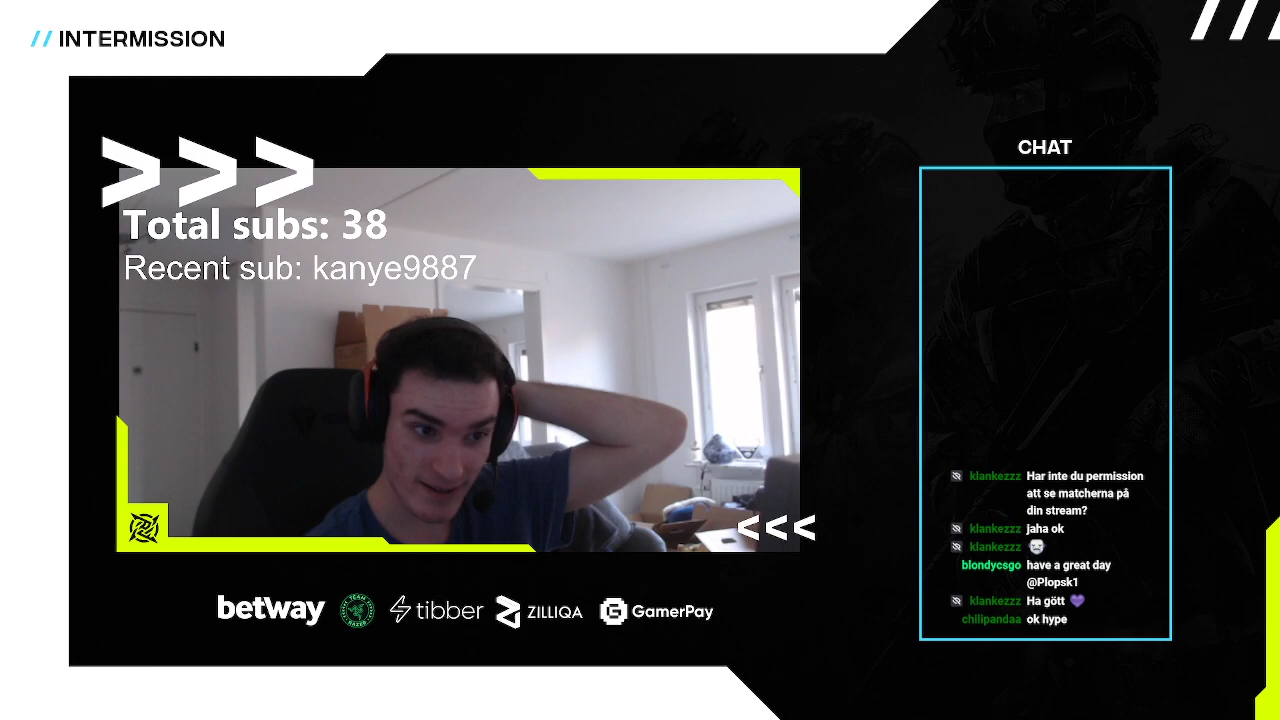 // INTERMISSION
>>>
Total subs: 38
Recent sub: kanye9887
<<<
betway
TEAM RAZER
tibber
ZILLIQA
G GamerPay
CHAT
klankezzz Har inte du permission
att se matcherna på
din stream?
klankezzz jaha ok
klankezzz
blondycsgo have a great day
@Plopsk1
klankezzz Ha gött 💜
chilipandaa ok hype
///